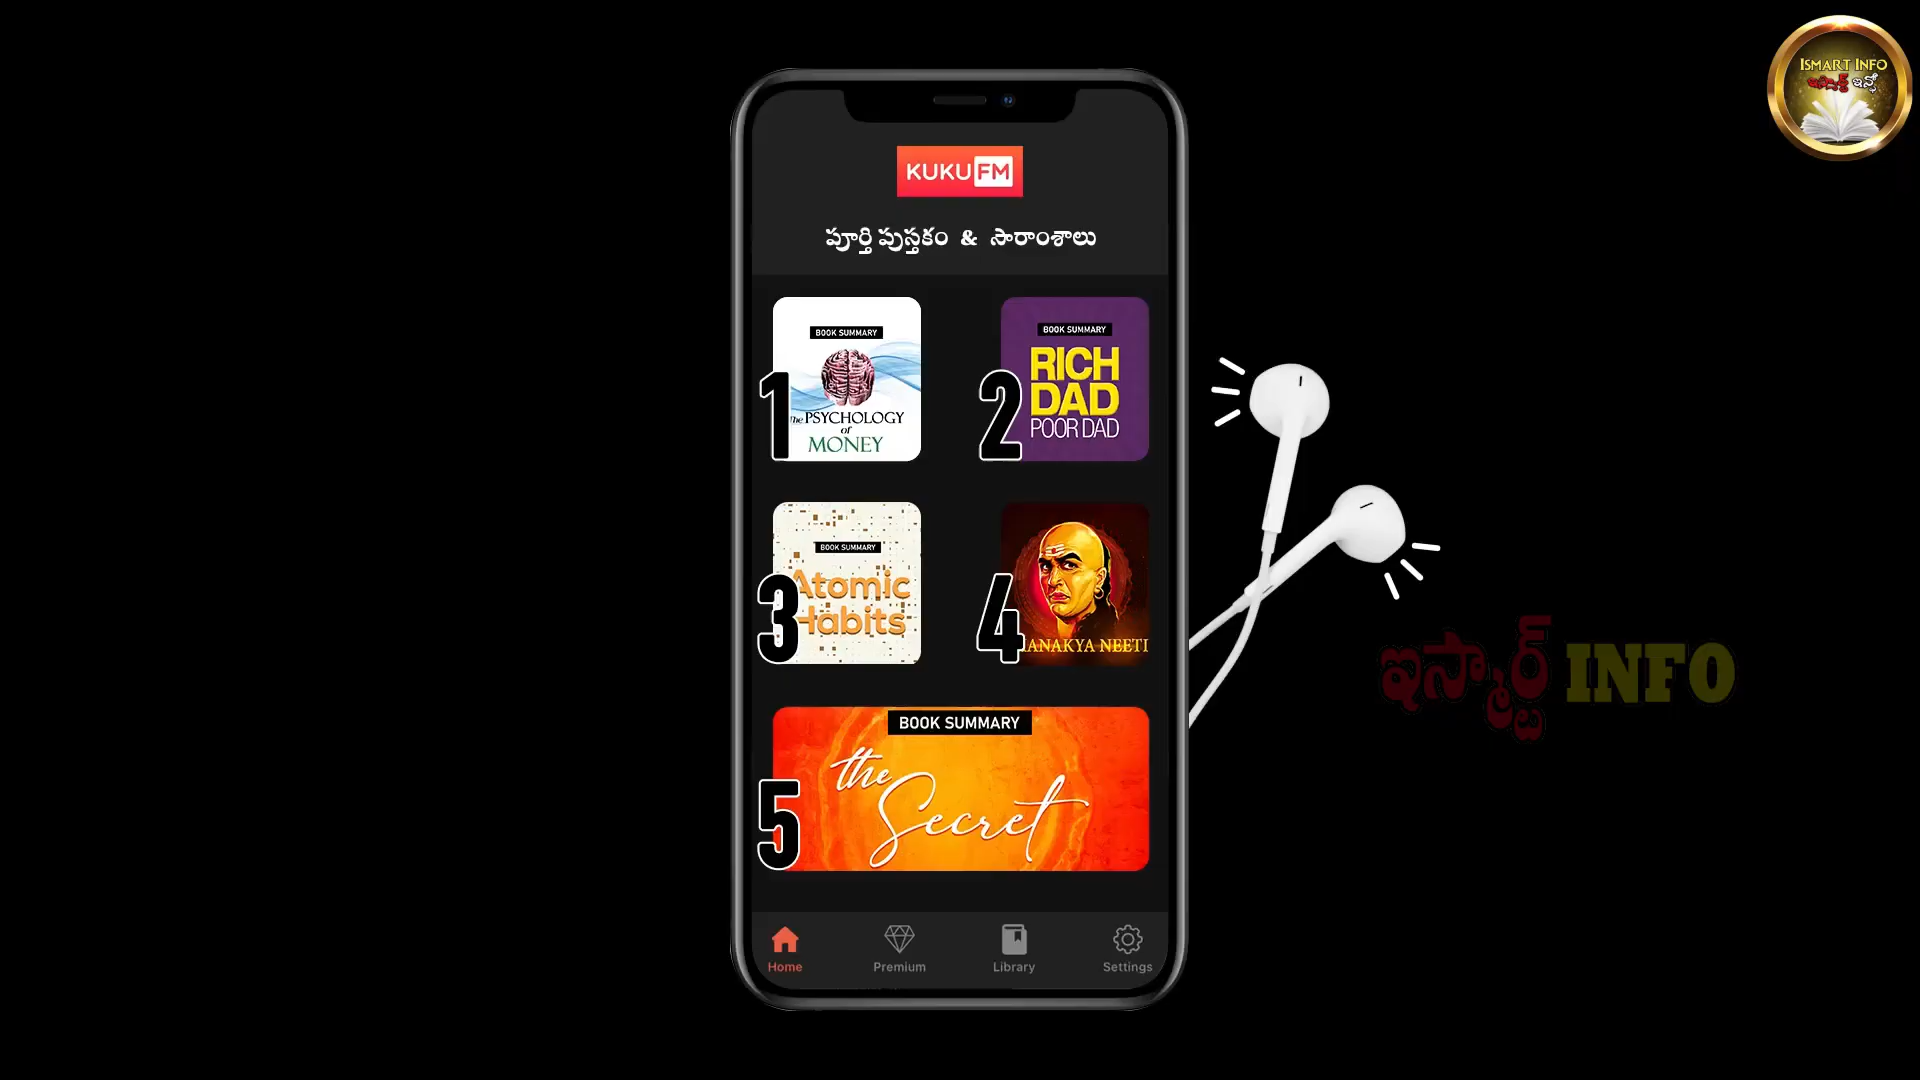 ISMART INFO
ఇస్మార్ట్ ఇన్ఫో
KUKU FM
పూర్తి పుస్తకం & సారాంశాలు
BOOK SUMMARY
The PSYCHOLOGY
of
MONEY
1
BOOK SUMMARY
RICH
DAD
POOR DAD
2
BOOK SUMMARY
Atomic
Habits
3
ANAKYA NEETI
4
ఇస్మార్ట్ INFO
BOOK SUMMARY
the
Secret
5
Home
Premium
Library
Settings